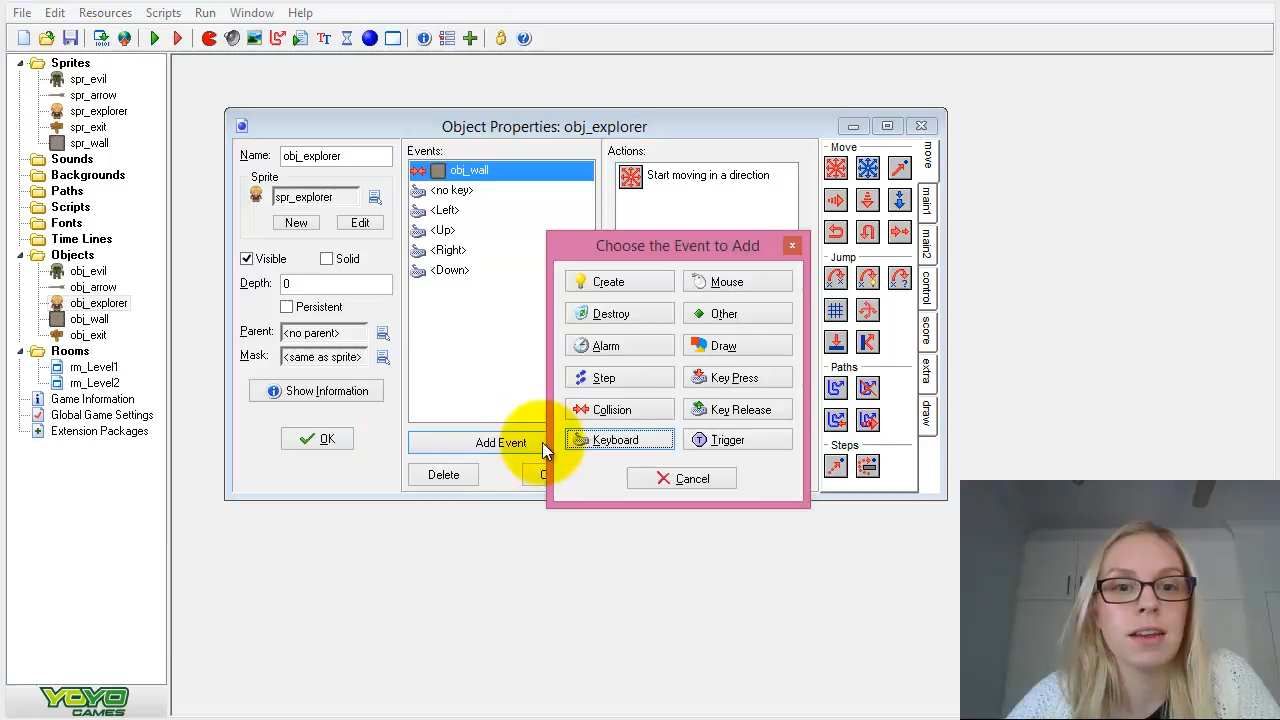 File Edit Resources Scripts Run Window Help
Sprites
spr_evil
spr_arrow
spr_explorer
spr_exit
spr_wall
Sounds
Backgrounds
Paths
Scripts
Fonts
Time Lines
Objects
obj_evil
obj_arrow
obj_explorer
obj_wall
obj_exit
Rooms
rm_Level1
rm_Level2
Game Information
Global Game Settings
Extension Packages
YOYO
GAMES
Object Properties: obj_explorer
Name: obj_explorer
Sprite
spr_explorer
New Edit
Visible Solid
Depth: 0
Persistent
Parent: <no parent>
Mask: <same as sprite>
Show Information
OK
Events:
obj_wall
<no key>
<Left>
<Up>
<Right>
<Down>
Add Event
Delete
Actions:
Start moving in a direction
Choose the Event to Add
Create Mouse
Destroy Other
Alarm Draw
Step Key Press
Collision Key Release
Keyboard Trigger
Cancel
Move
Jump
Paths
Steps
move
main1
main2
control
score
extra
draw